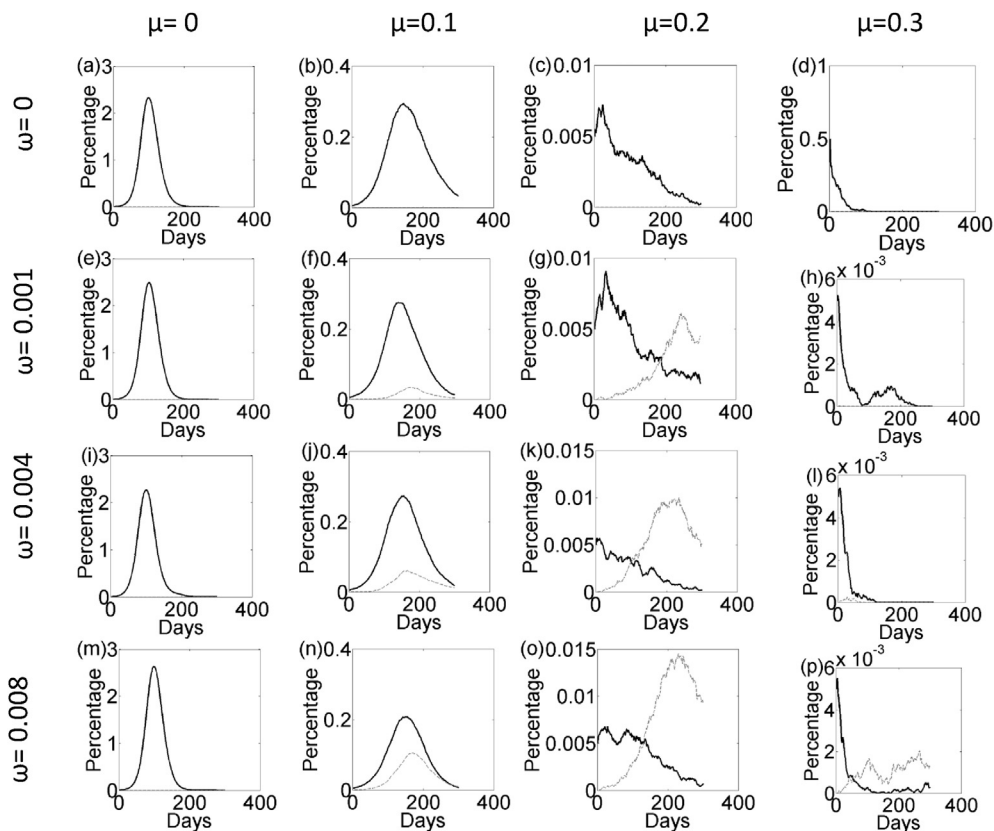 μ= 0 μ=0.1 μ=0.2 μ=0.3
ω= 0
(a) 3 2 1 0 Percentage 0 200 400 Days
(b) 0.4 0.2 0 Percentage 0 200 400 Days
(c) 0.01 0.005 0 Percentage 0 200 400 Days
(d) 1 0.5 0 Percentage 0 200 400 Days
ω= 0.001
(e) 3 2 1 0 Percentage 0 200 400 Days
(f) 0.4 0.2 0 Percentage 0 200 400 Days
(g) 0.01 0.005 0 Percentage 0 200 400 Days
(h) 6 x 10 -3 4 2 0 Percentage 0 200 400 Days
ω= 0.004
(i) 3 2 1 0 Percentage 0 200 400 Days
(j) 0.4 0.2 0 Percentage 0 200 400 Days
(k) 0.015 0.01 0.005 0 Percentage 0 200 400 Days
(l) 6 x 10 -3 4 2 0 Percentage 0 200 400 Days
ω= 0.008
(m) 3 2 1 0 Percentage 0 200 400 Days
(n) 0.4 0.2 0 Percentage 0 200 400 Days
(o) 0.015 0.01 0.005 0 Percentage 0 200 400 Days
(p) 6 x 10 -3 4 2 0 Percentage 0 200 400 Days